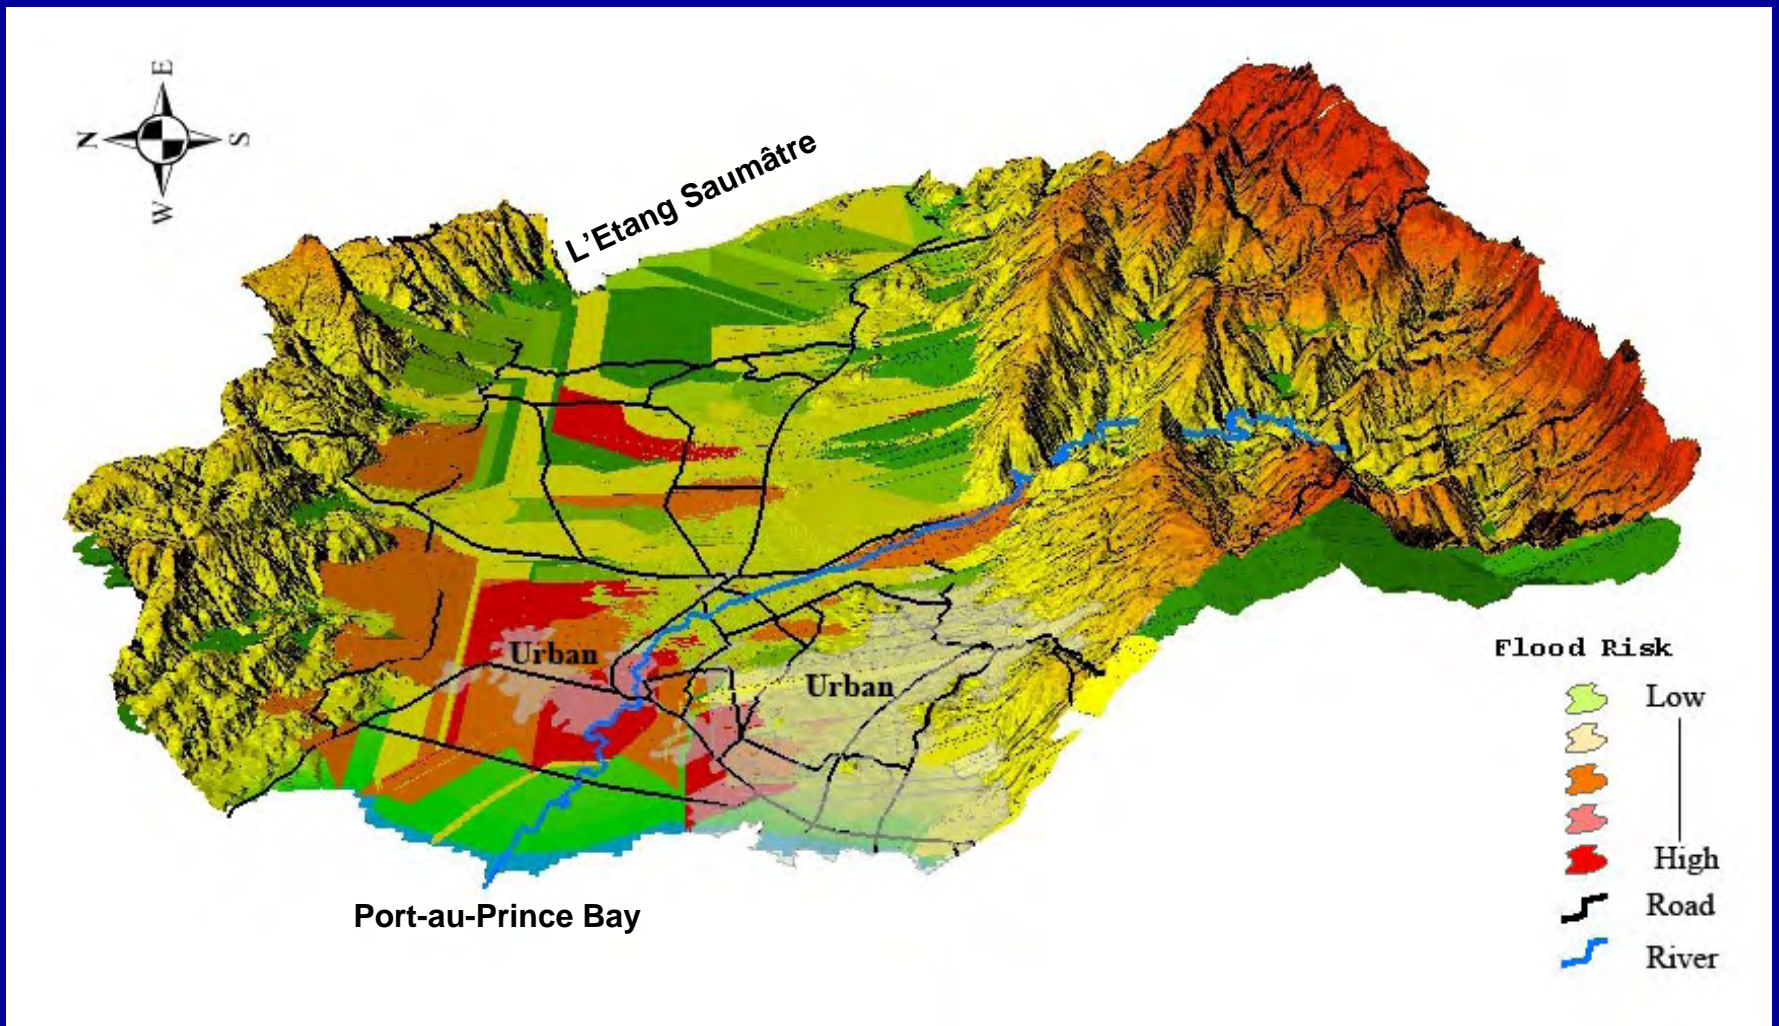 E
N
S
W
L'Etang Saumâtre
Urban
Urban
Flood Risk
Low
High
Road
River
Port-au-Prince Bay